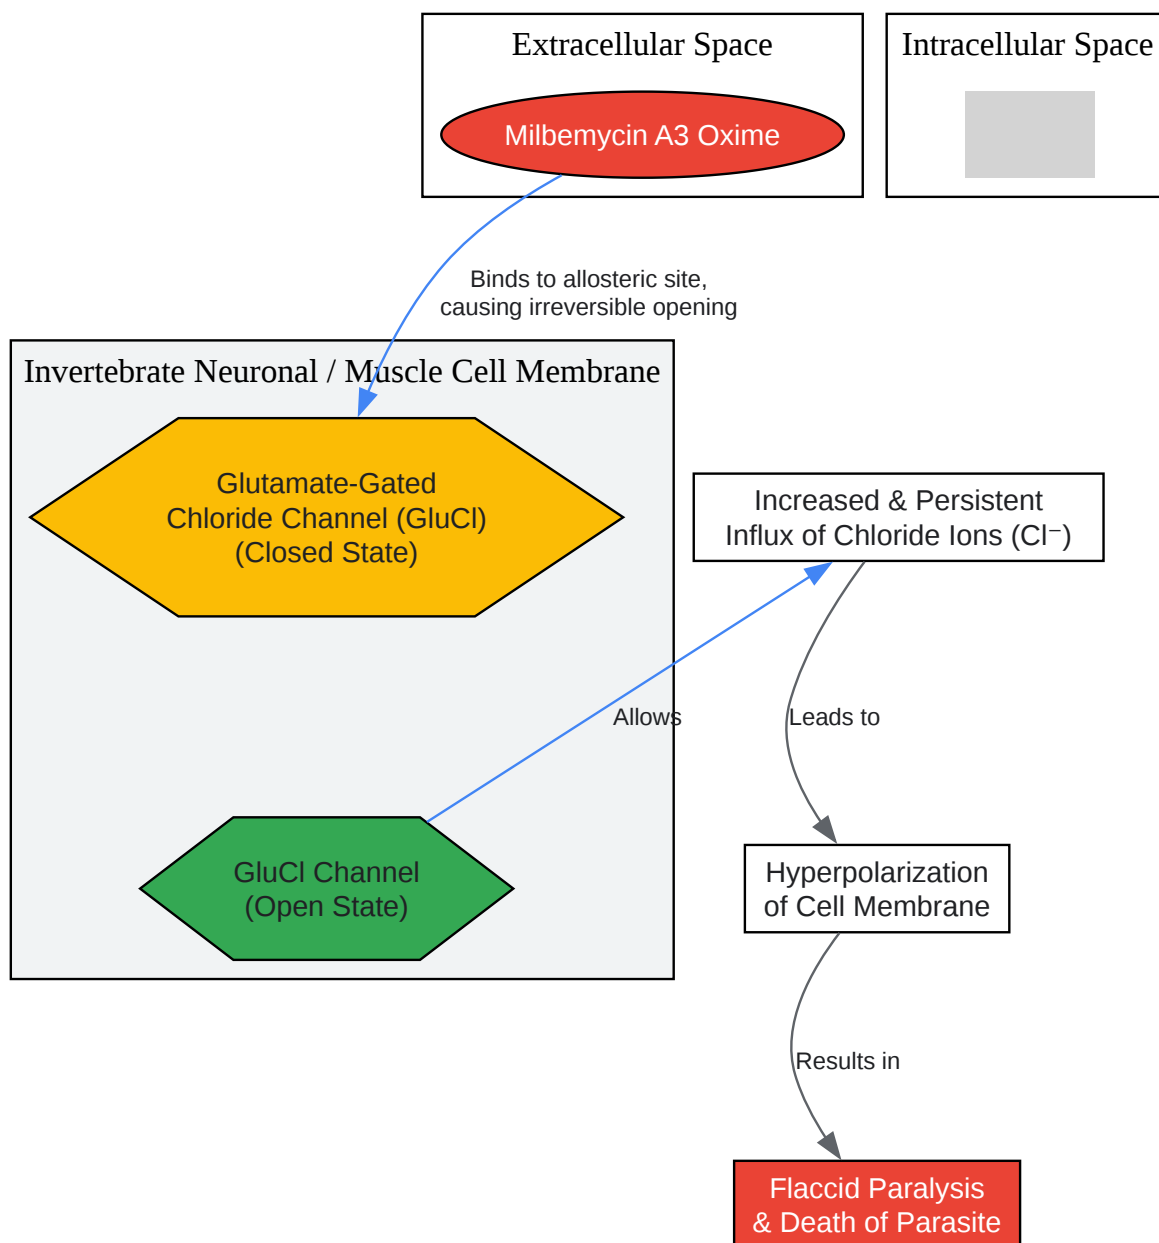 Extracellular Space
Intracellular Space
Milbemycin A3 Oxime
Binds to allosteric site,
causing irreversible opening
Invertebrate Neuronal / Muscle Cell Membrane
Glutamate-Gated
Chloride Channel (GluCl)
(Closed State)
Increased & Persistent
Influx of Chloride Ions (Cl⁻)
Allows
Leads to
GluCl Channel
(Open State)
Hyperpolarization
of Cell Membrane
Results in
Flaccid Paralysis
& Death of Parasite